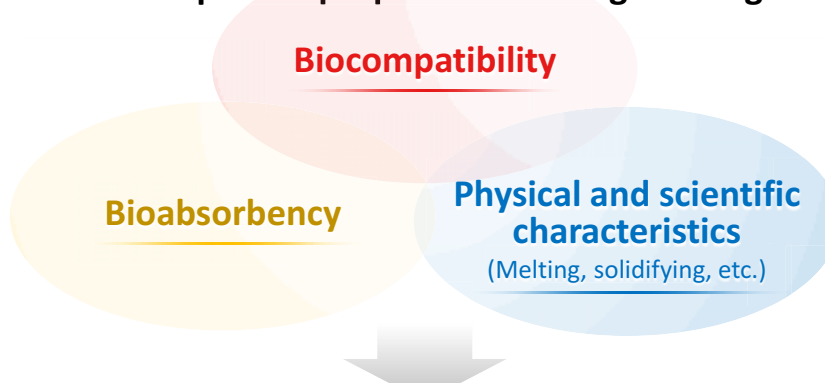 Biocompatibility
Bioabsorbency
Physical and scientific
characteristics
(Melting, solidifying, etc.)